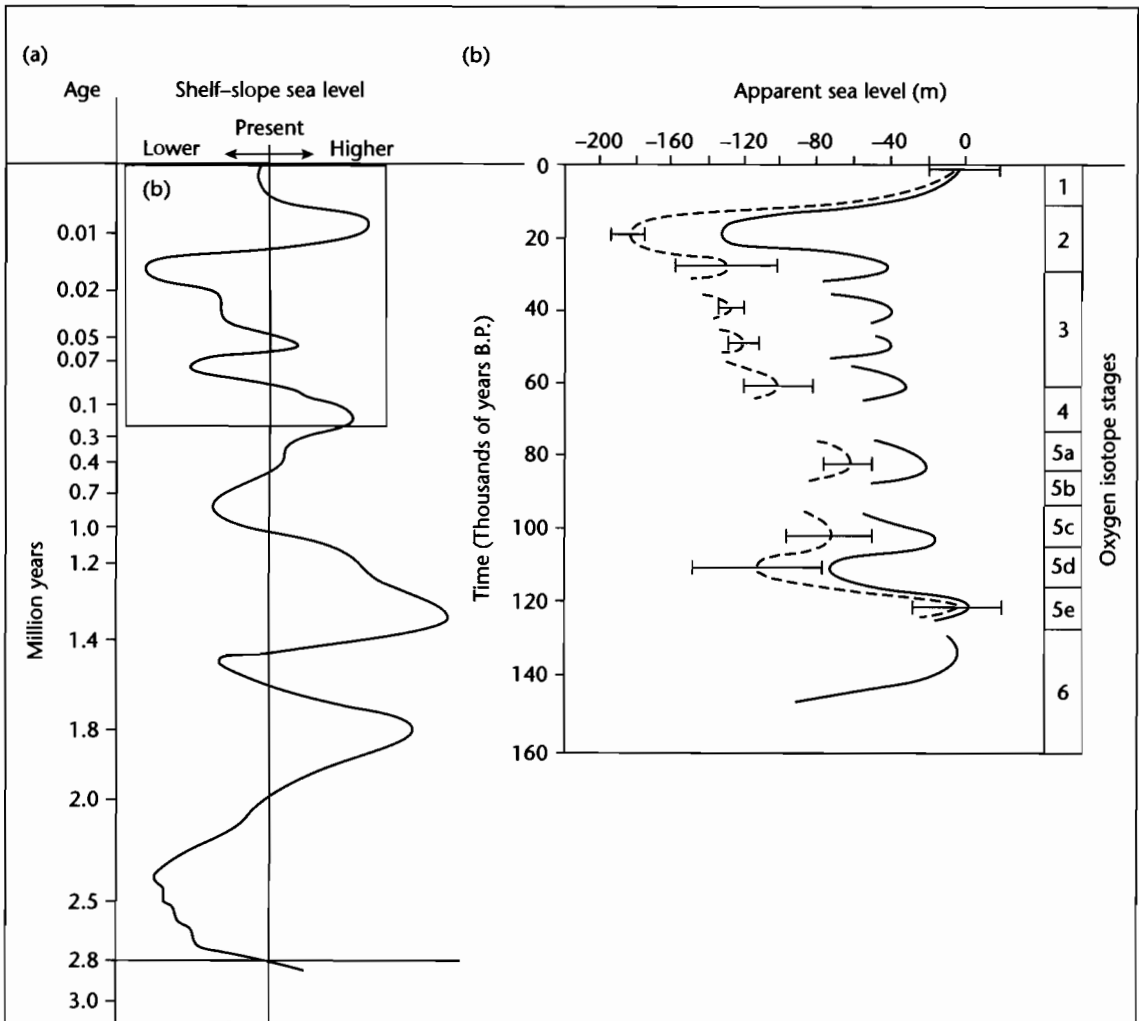 (a)
Age
Shelf–slope sea level
Present
Lower
Higher
(b)
0.01
0.02
0.05
0.07
0.1
0.3
0.4
0.7
1.0
1.2
1.4
1.8
2.0
2.5
2.8
3.0
Million years
(b)
Apparent sea level (m)
−200 −160 −120 −80 −40 0
0
20
40
60
80
100
120
140
160
Time (Thousands of years B.P.)
1
2
3
4
5a
5b
5c
5d
5e
6
Oxygen isotope stages